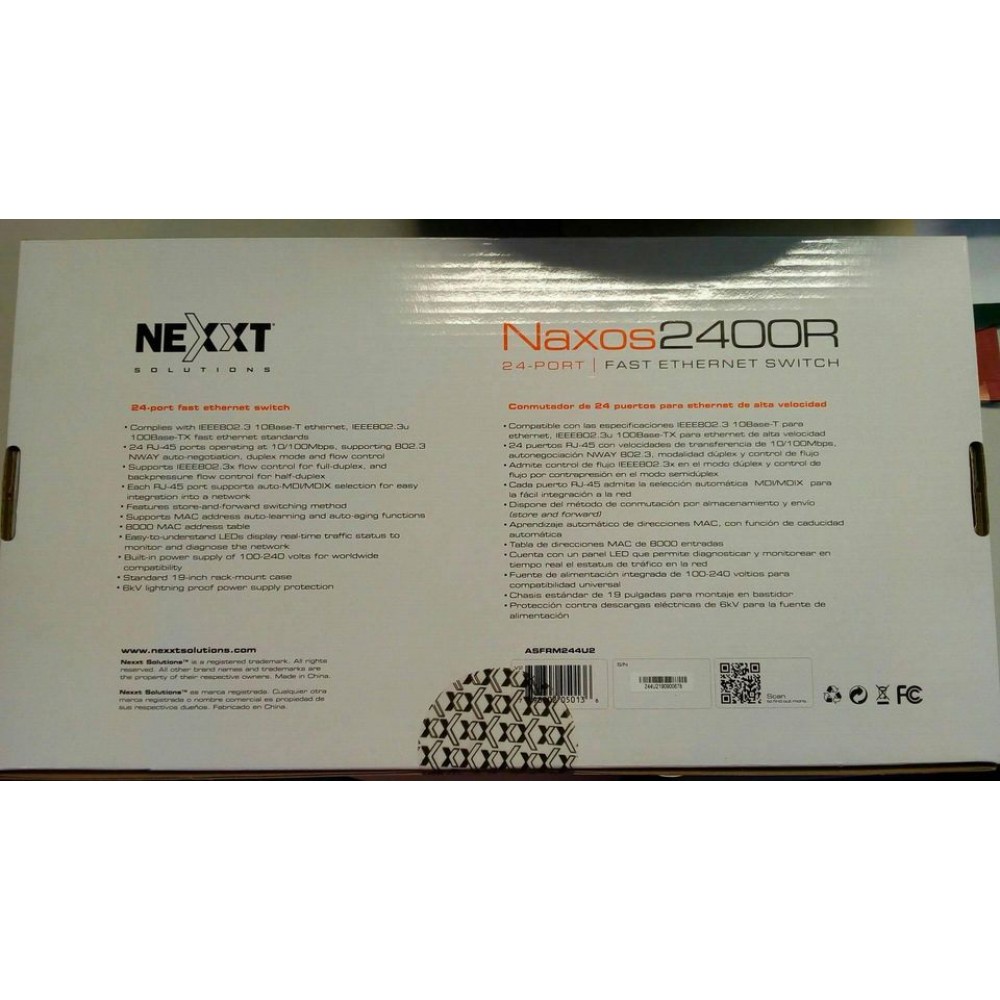 NEXXT
SOLUTIONS
Naxos2400R
24-PORT | FAST ETHERNET SWITCH
24-port fast ethernet switch
• Complies with IEEE802.3 10Base-T ethernet, IEEE802.3u
100Base-TX fast ethernet standards
• 24 RJ-45 ports operating at 10/100Mbps, supporting 802.3
NWAY auto-negotiation, duplex mode and flow control
• Supports IEEE802.3x flow control for full-duplex, and
backpressure flow control for half-duplex
• Each RJ-45 port supports auto-MDI/MDIX selection for easy
integration into a network
• Features store-and-forward switching method
• Supports MAC address auto-learning and auto-aging functions
• 8000 MAC address table
• Easy-to-understand LEDs display real-time traffic status to
monitor and diagnose the network
• Built-in power supply of 100-240 volts for worldwide
compatibility
• Standard 19-inch rack-mount case
• 6kV lightning proof power supply protection
Conmutador de 24 puertos para ethernet de alta velocidad
• Compatible con las especificaciones IEEE802.3 10Base-T para
ethernet, IEEE802.3u 100Base-TX para ethernet de alta velocidad
• 24 puertos RJ-45 con velocidades de transferencia de 10/100Mbps,
autonegociación NWAY 802.3, modalidad dúplex y control de flujo
• Admite control de flujo IEEE802.3x en el modo dúplex y control de
flujo por contrapresión en el modo semidúplex
• Cada puerto RJ-45 admite la selección automática MDI/MDIX para
la fácil integración a la red
• Dispone del método de conmutación por almacenamiento y envío
(store and forward)
• Aprendizaje automático de direcciones MAC, con función de caducidad
automática
• Tabla de direcciones MAC de 8000 entradas
• Cuenta con un panel LED que permite diagnosticar y monitorear en
tiempo real el estatus de tráfico en la red
• Fuente de alimentación integrada de 100-240 voltios para
compatibilidad universal
• Chasis estándar de 19 pulgadas para montaje en bastidor
• Protección contra descargas eléctricas de 6kV para la fuente de
alimentación
www.nexxtsolutions.com
Nexxt Solutions™ is a registered trademark. All rights
reserved. All other brand names and trademarks are
the property of their respective owners. Made in China.
Nexxt Solutions™ es marca registrada. Cualquier otra
marca registrada o nombre comercial es propiedad de
sus respectivos dueños. Fabricado en China.
ASFRM244U2
05013
S/N:
Scan
to find out more...
FC